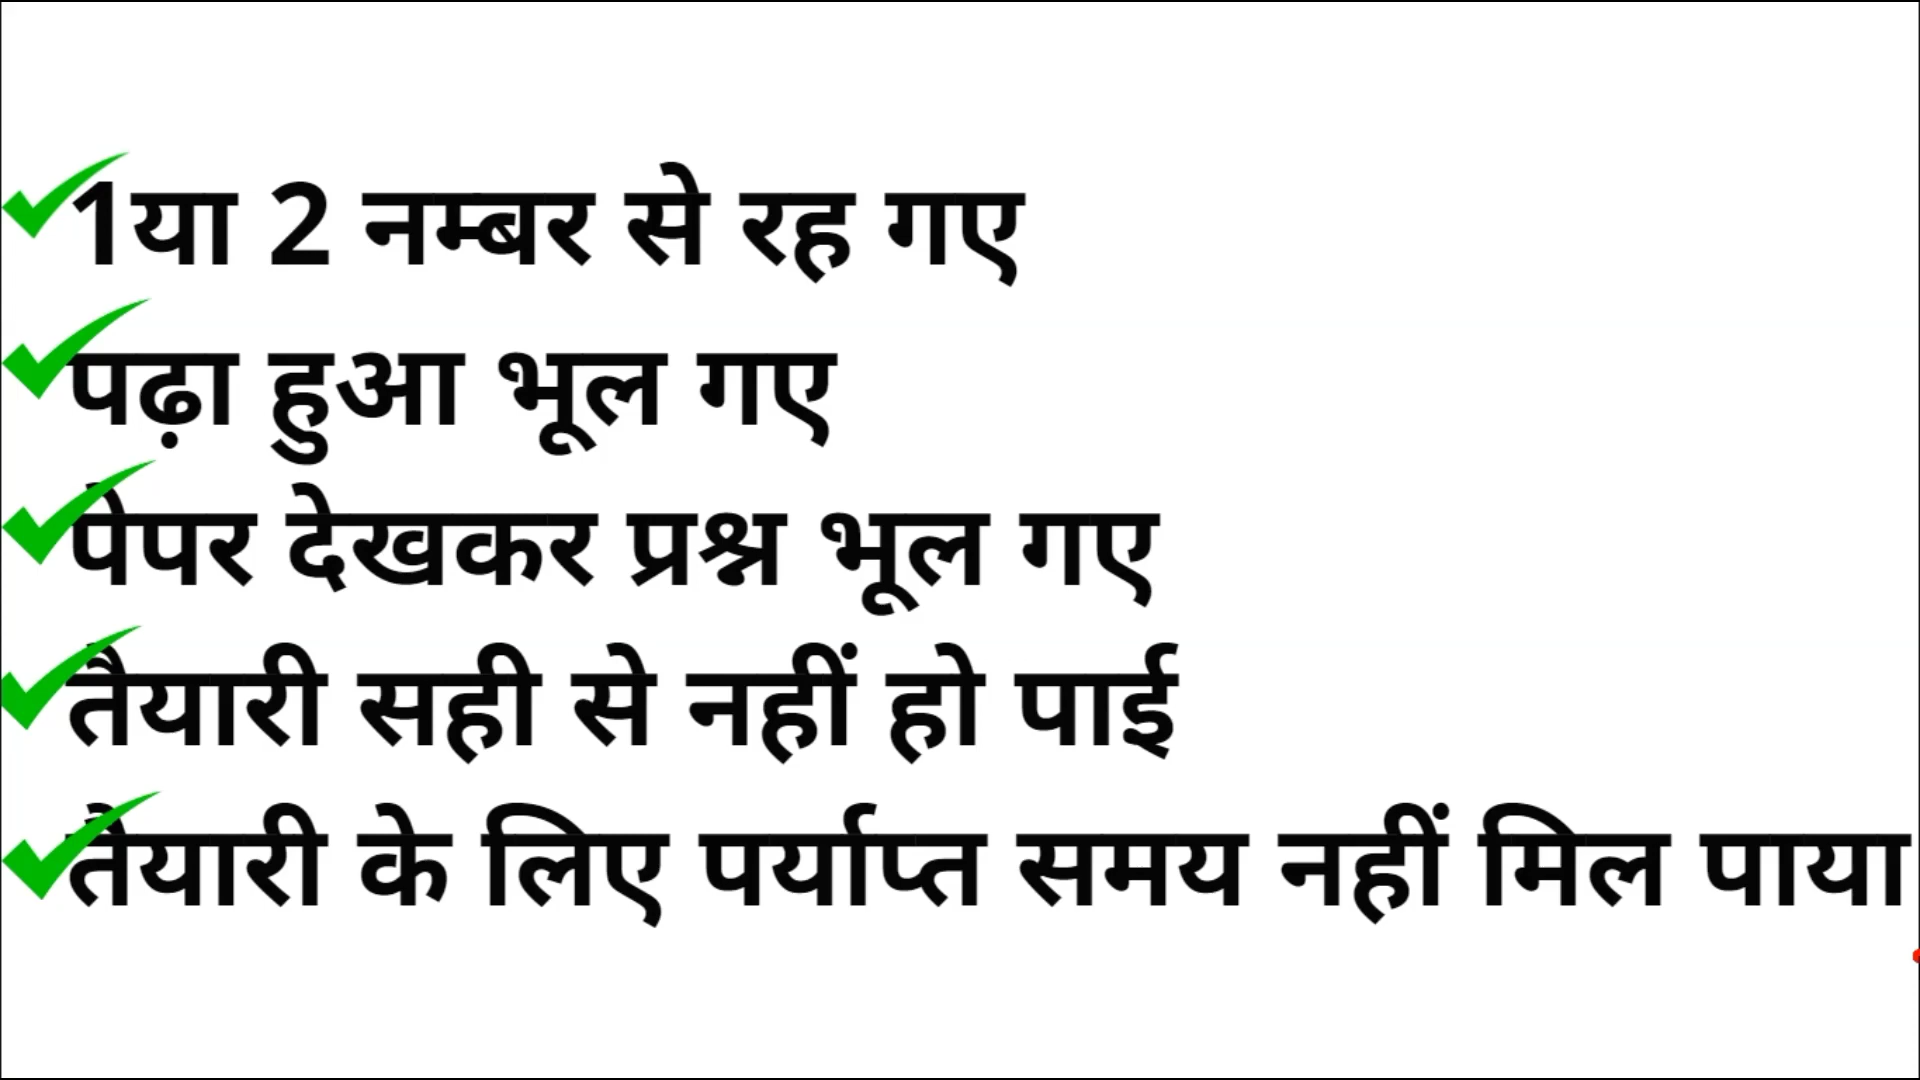 1या 2 नम्बर से रह गए
पढ़ा हुआ भूल गए
पेपर देखकर प्रश्न भूल गए
तैयारी सही से नहीं हो पाई
तैयारी के लिए पर्याप्त समय नहीं मिल पाया